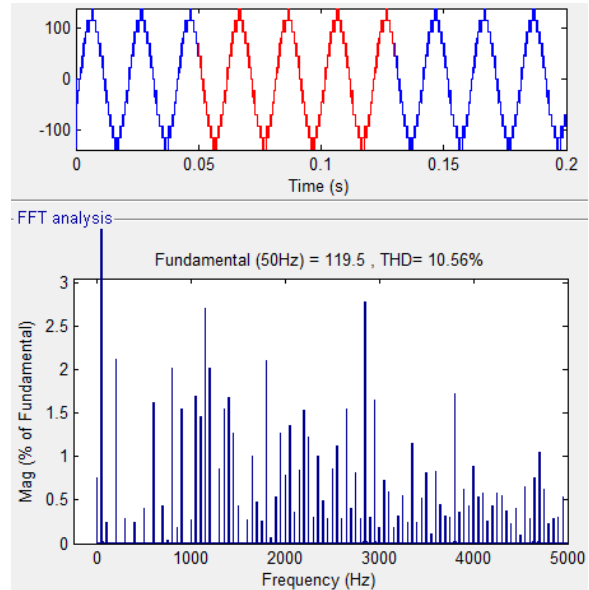 100
0
-100
0 0.05 0.1 0.15 0.2
Time (s)
FFT analysis
Fundamental (50Hz) = 119.5 , THD= 10.56%
3
2.5
2
1.5
1
0.5
0
Mag (% of Fundamental)
0 1000 2000 3000 4000 5000
Frequency (Hz)